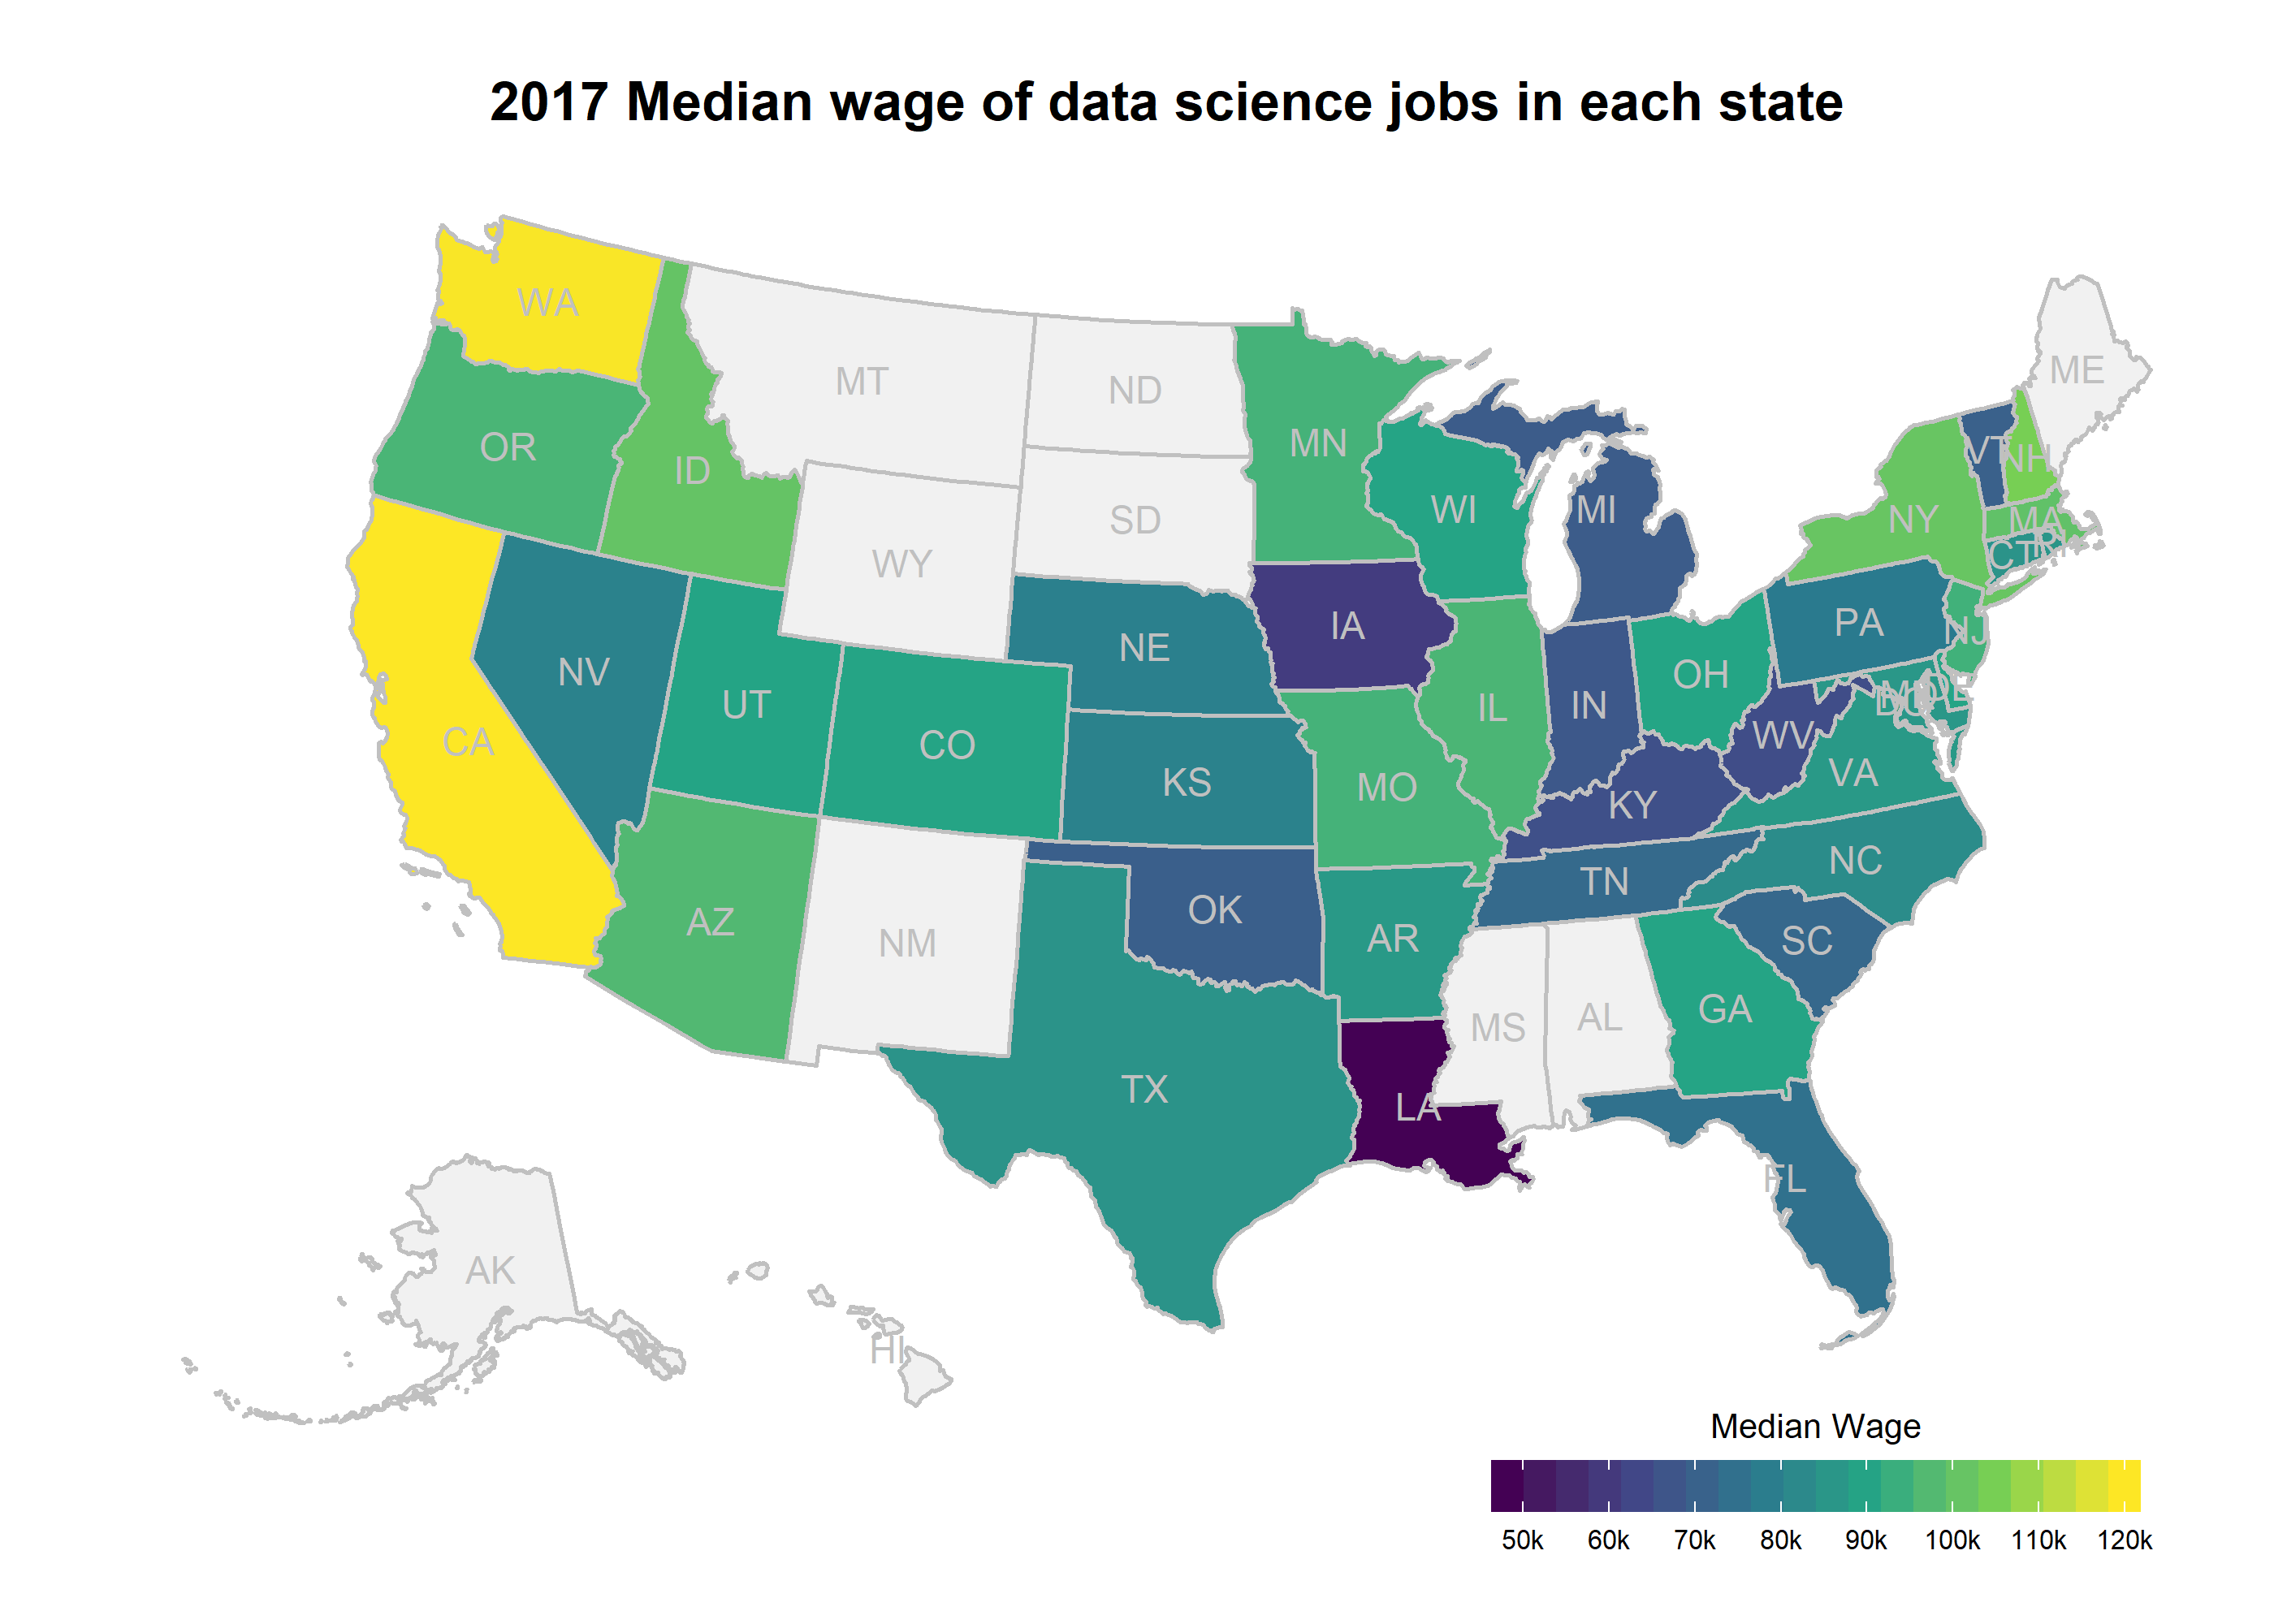 2017 Median wage of data science jobs in each state
WA
MT
ND
ME
OR
ID
MN
VT
NH
SD
WI
MI
NY
MA
WY
CT
RI
IA
PA
NJ
NE
NV
UT
IL
IN
OH
MD
DE
DC
CA
CO
WV
KS
MO
KY
VA
AZ
NM
OK
AR
TN
NC
SC
MS
AL
GA
TX
LA
FL
AK
HI
Median Wage
50k 60k 70k 80k 90k 100k 110k 120k